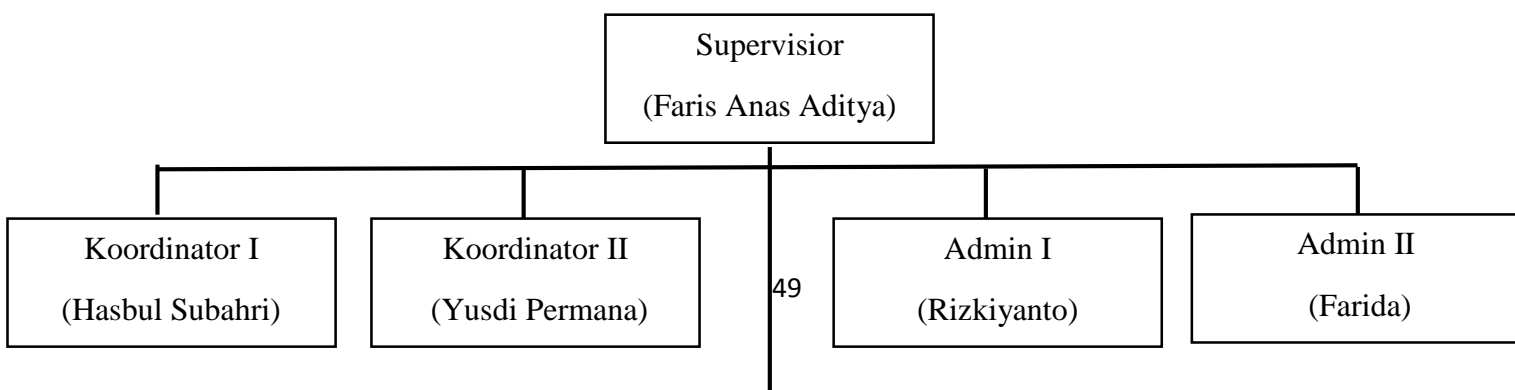 Supervisior
(Faris Anas Aditya)
Koordinator I
(Hasbul Subahri)
Koordinator II
(Yusdi Permana)
49
Admin I
(Rizkiyanto)
Admin II
(Farida)